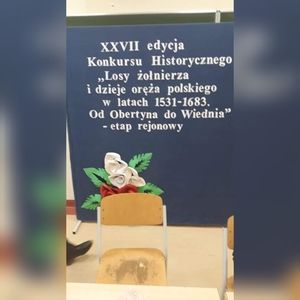 XXVII edycja
Konkursu Historycznego
„Losy żołnierza
i dzieje oręża polskiego
w latach 1531-1683.
Od Obertyna do Wiednia”
- etap rejonowy